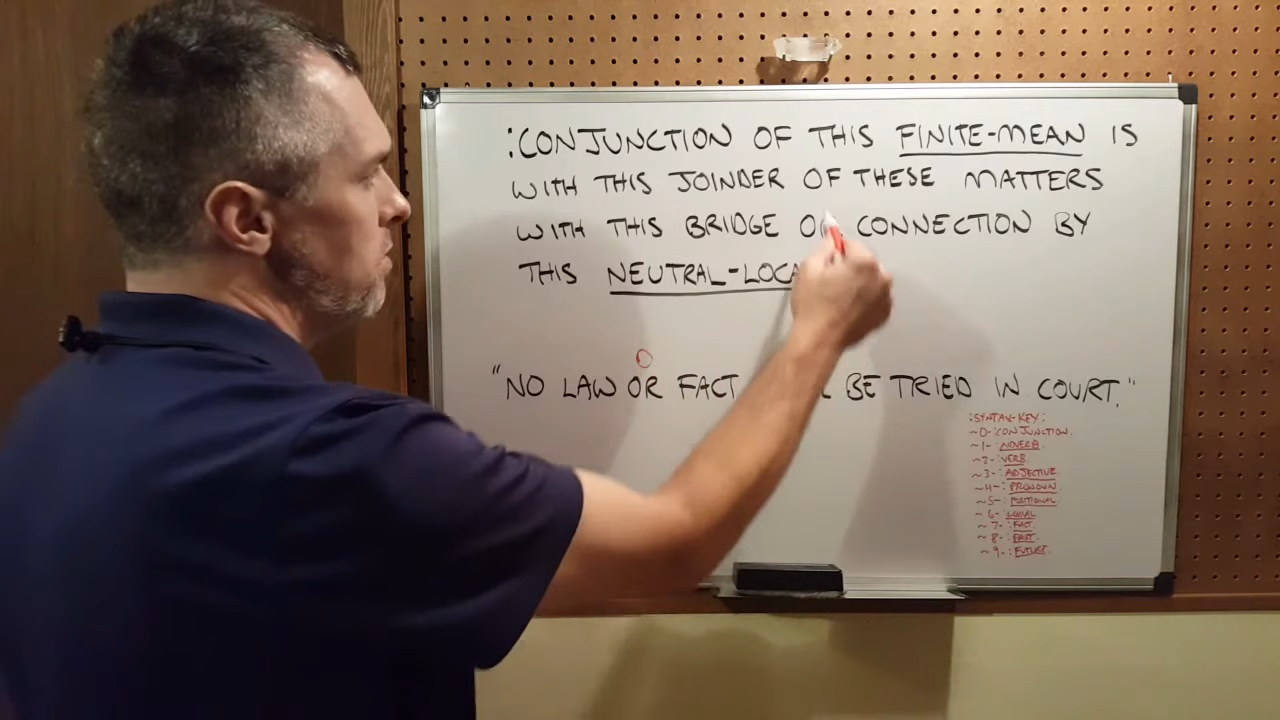 :CONJUNCTION OF THIS FINITE-MEAN IS
WITH THIS JOINDER OF THESE MATTERS
WITH THIS BRIDGE CONNECTION BY
THIS NEUTRAL-
O
"NO LAW OR FACT BE TRIED IN COURT."
:SYNTAX-KEY:
~0-:CONJUNCTION.
~1-:ADVERB.
~2-:VERB.
~3-:ADJECTIVE.
~4-:PRONOUN.
~5-:POSITIONAL.
~6-:LODIAL.
~7-:FACT.
~8-:PAST.
~9-:FUTURE.